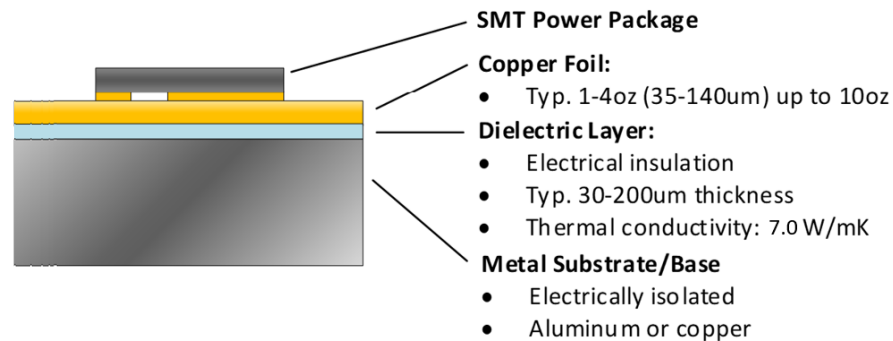 SMT Power Package
Copper Foil:
• Typ. 1-4oz (35-140um) up to 10oz
Dielectric Layer:
• Electrical insulation
• Typ. 30-200um thickness
• Thermal conductivity: 7.0 W/mK
Metal Substrate/Base
• Electrically isolated
• Aluminum or copper